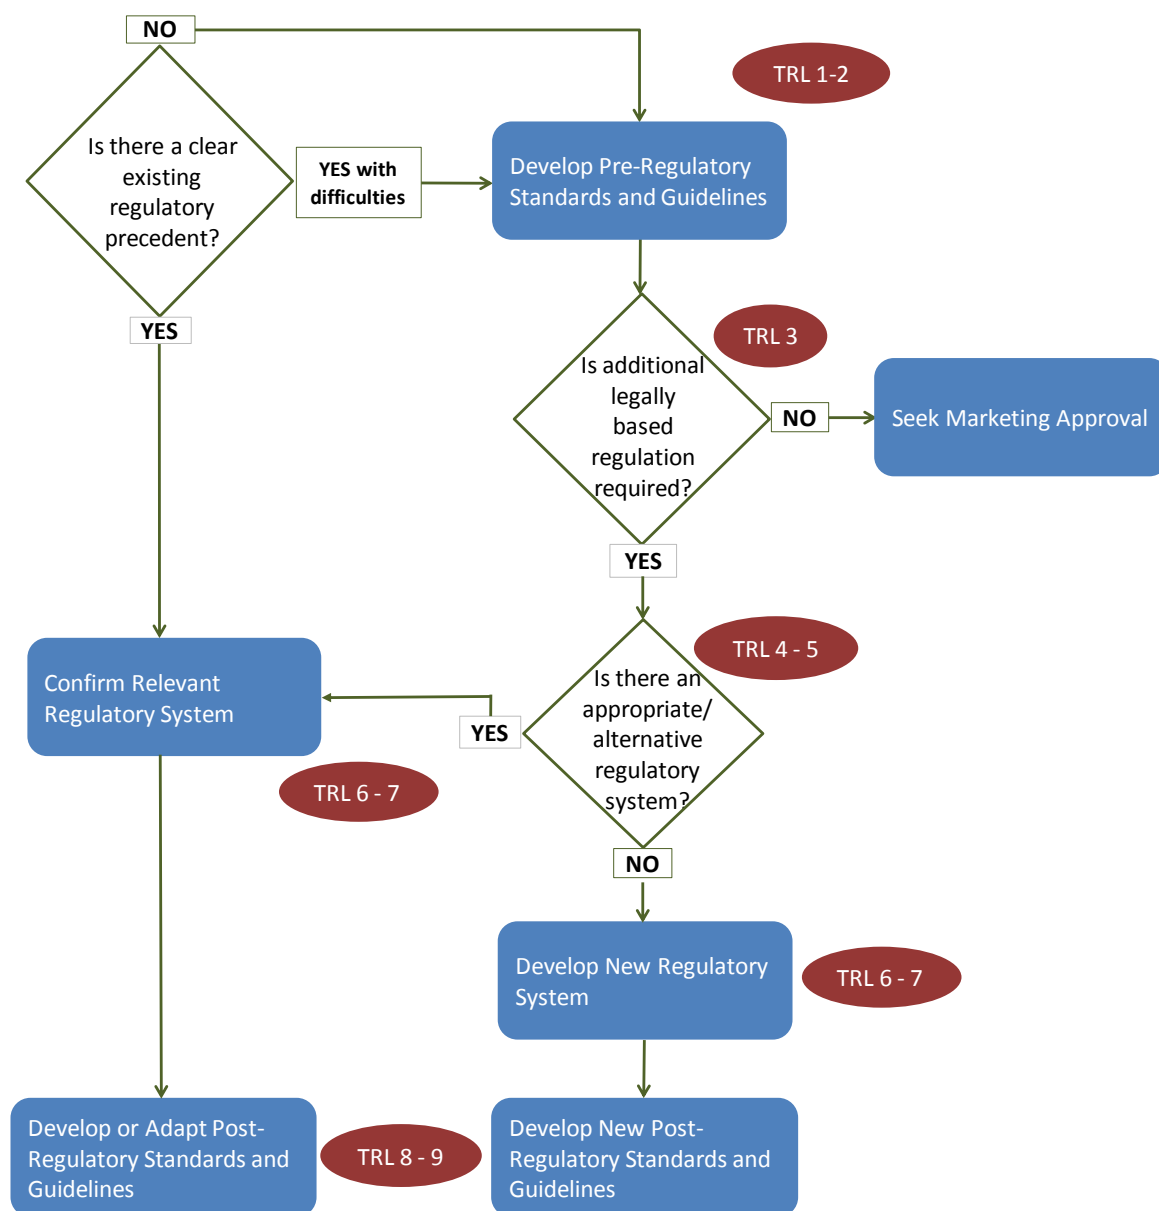 NO
TRL 1-2
Is there a clear
existing
regulatory
precedent?
YES with
difficulties
Develop Pre-Regulatory
Standards and Guidelines
YES
TRL 3
Is additional
legally
based
regulation
required?
NO
Seek Marketing Approval
YES
TRL 4 - 5
Confirm Relevant
Regulatory System
YES
Is there an
appropriate/
alternative
regulatory
system?
TRL 6 - 7
NO
Develop New Regulatory
System
TRL 6 - 7
Develop or Adapt Post-
Regulatory Standards and
Guidelines
TRL 8 - 9
Develop New Post-
Regulatory Standards and
Guidelines